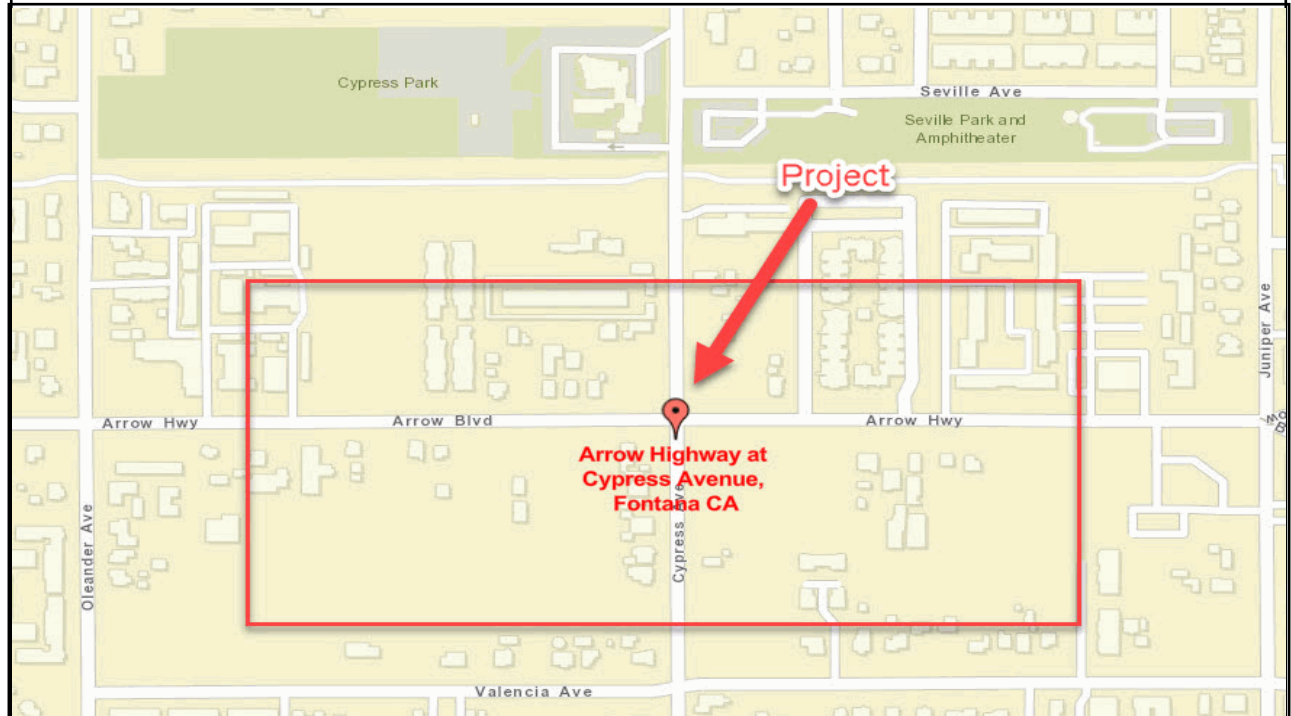 Cypress Park
Seville Ave
Seville Park and
Amphitheater
Project
Juniper Ave
Arrow Hwy
Arrow Blvd
Arrow Hwy
Arrow Highway at
Cypress Avenue,
Fontana CA
Oleander Ave
Cypress Ave
Valencia Ave